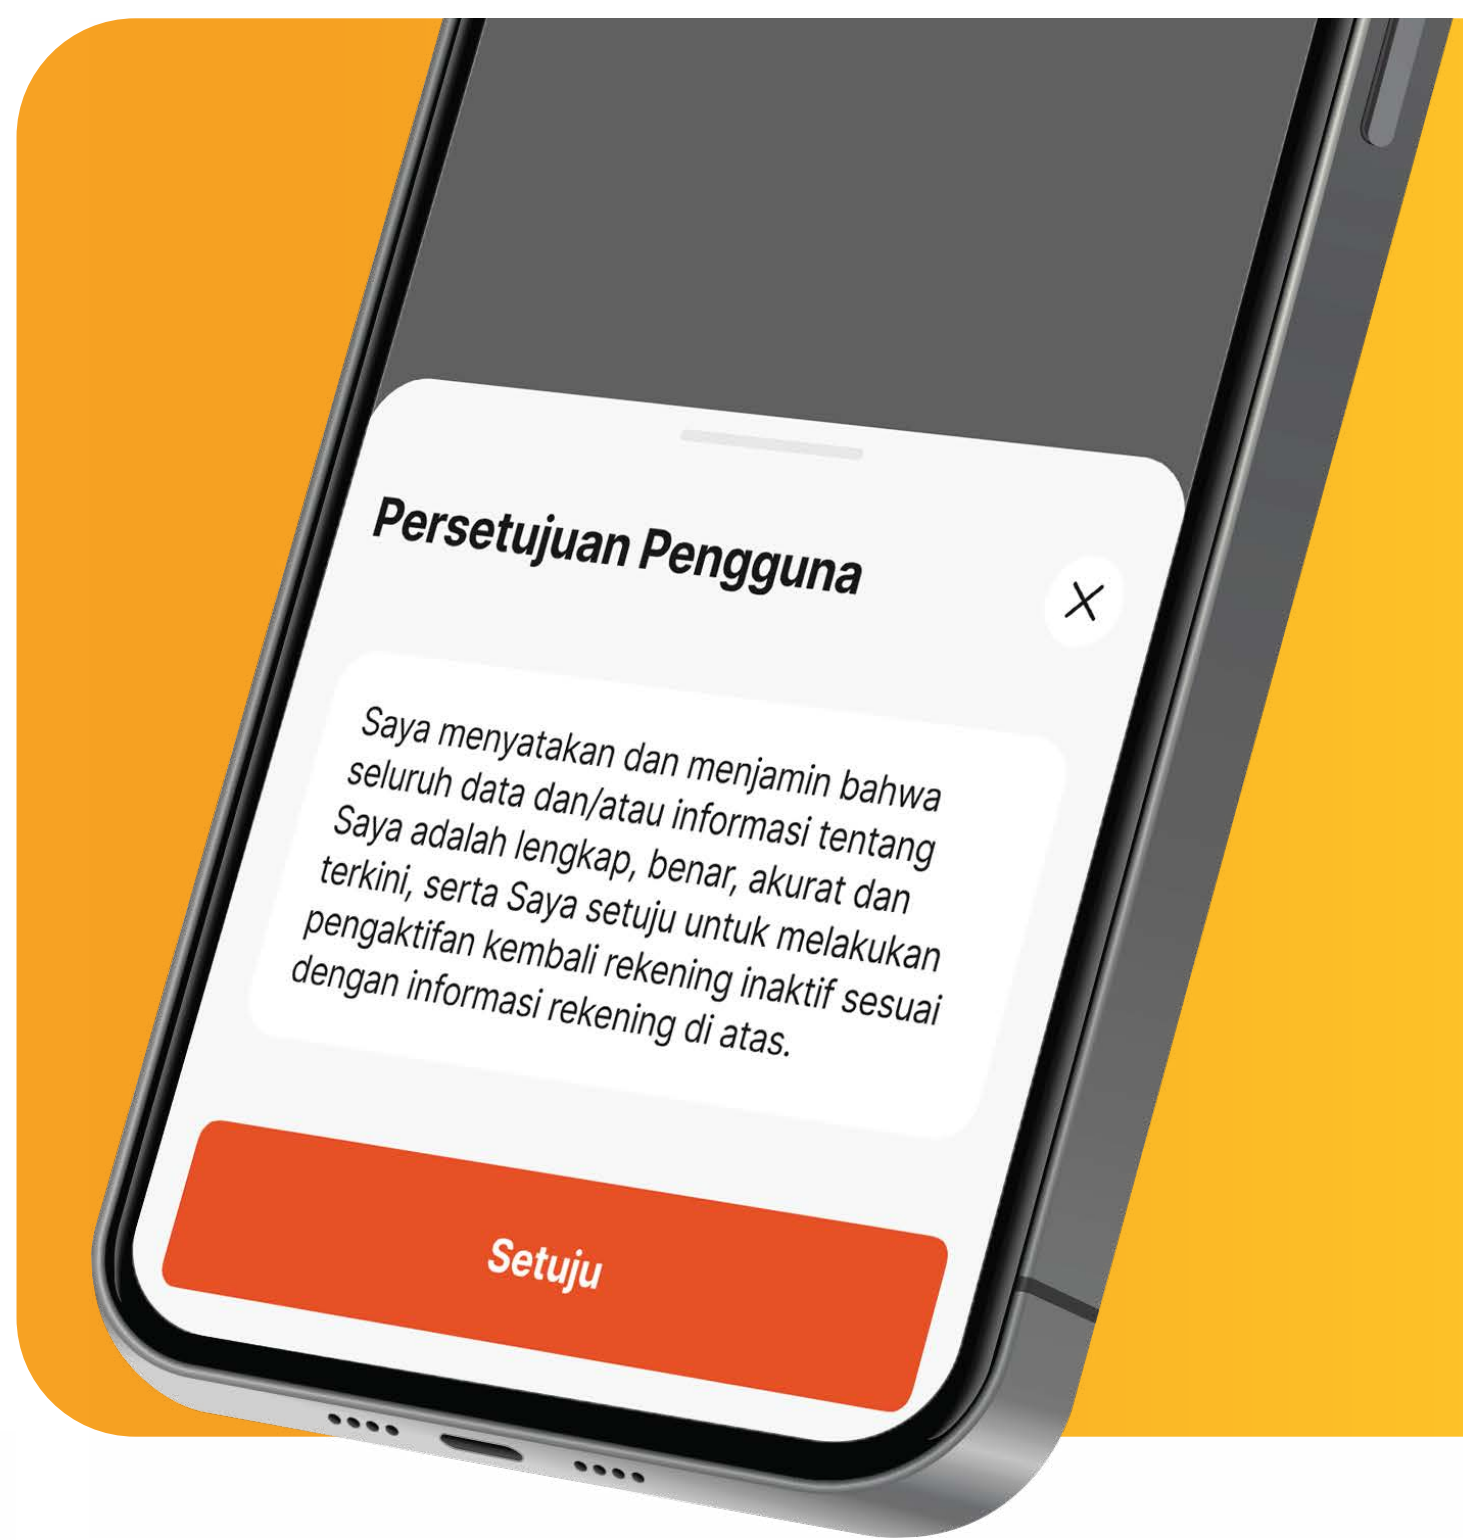 Persetujuan Pengguna
Saya menyatakan dan menjamin bahwa
seluruh data dan/atau informasi tentang
Saya adalah lengkap, benar, akurat dan
terkini, serta Saya setuju untuk melakukan
pengaktifan kembali rekening inaktif sesuai
dengan informasi rekening di atas.
Setuju